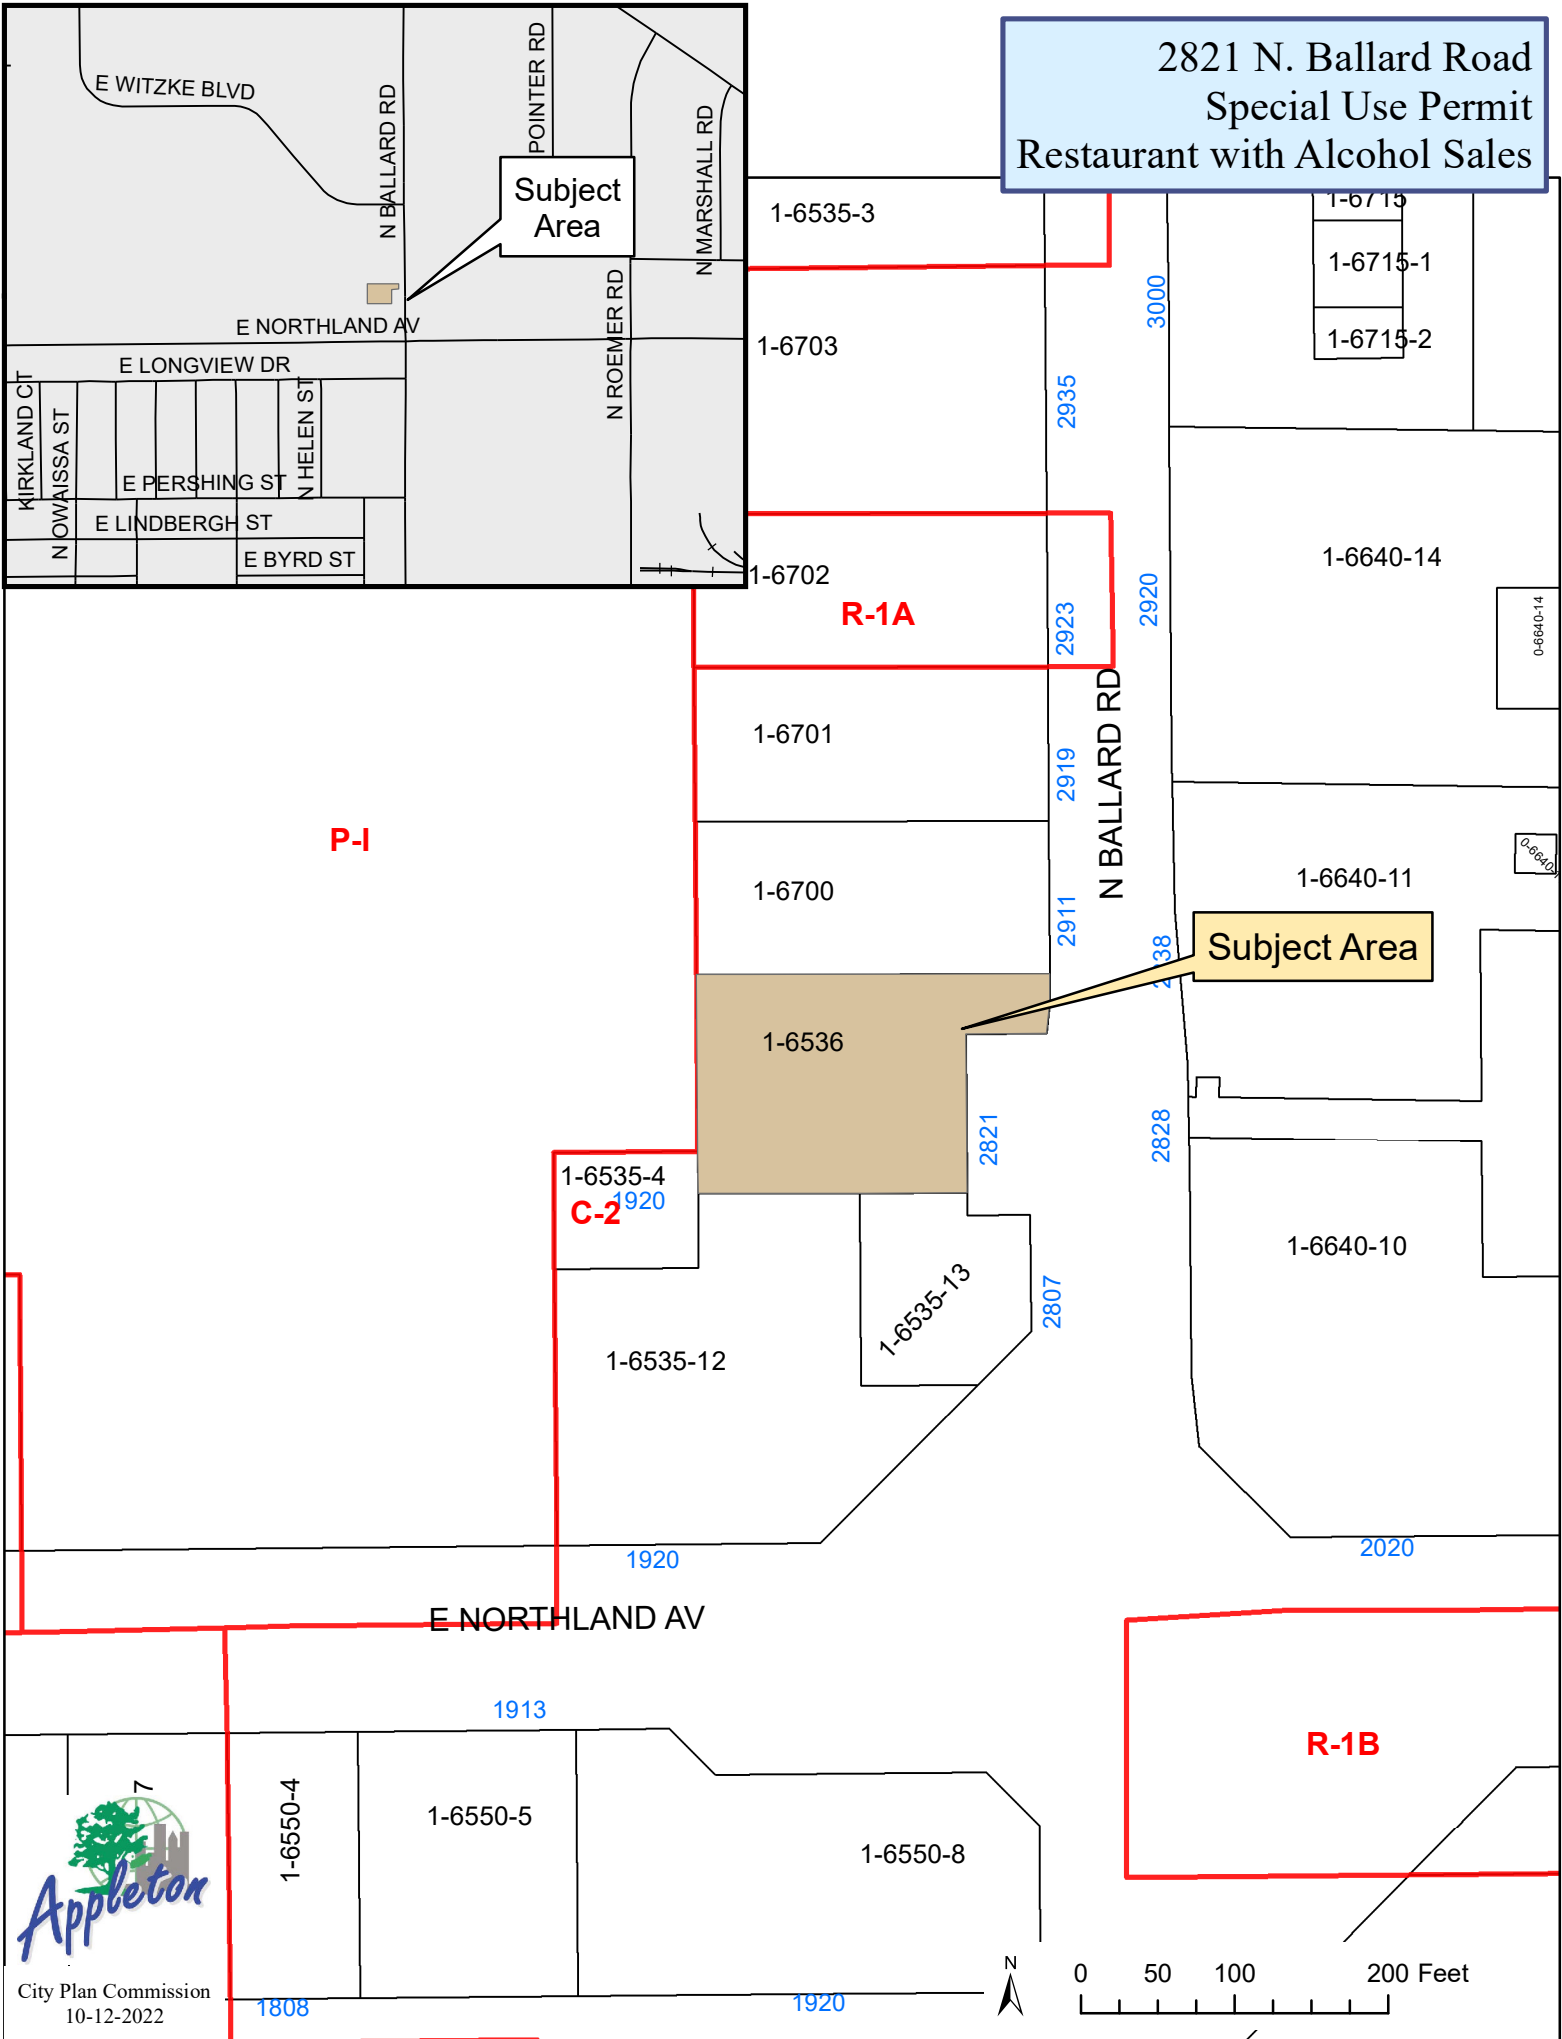 2821 N. Ballard Road
Special Use Permit
Restaurant with Alcohol Sales
E WITZKE BLVD
N BALLARD RD
POINTER RD
N MARSHALL RD
Subject
Area
N ROEMER RD
E NORTHLAND AV
E LONGVIEW DR
KIRKLAND CT
N OWAISSA ST
N HELEN ST
E PERSHING ST
E LINDBERGH ST
E BYRD ST
1-6535-3
1-6715
1-6715-1
1-6715-2
3000
1-6703
2935
1-6702
R-1A
2923
2920
1-6640-14
0-6640-14
1-6701
2919
N BALLARD RD
P-I
1-6700
2911
1-6640-11
Subject Area
1-6536
2821
2828
1-6535-4
1920
C-2
1-6640-10
1-6535-13
2807
1-6535-12
1920
2020
E NORTHLAND AV
1913
R-1B
7
1-6550-4
1-6550-5
1-6550-8
Appleton
City Plan Commission
10-12-2022
1808
1920
N
0 50 100 200 Feet